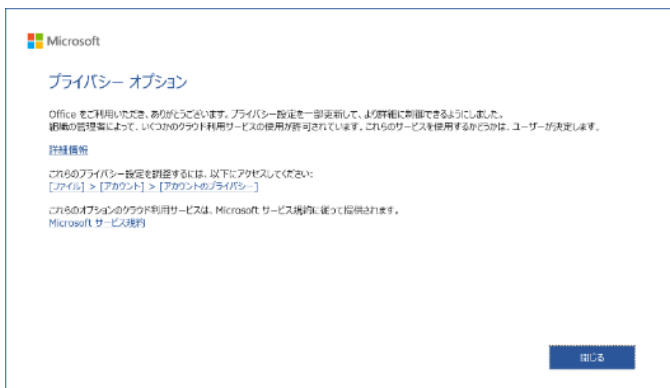 Microsoft
プライバシー オプション
Office をご利用いただき、ありがとうございます。プライバシー設定を一部更新して、より詳細に制御できるようにしました。
組織の管理者によって、いくつかのクラウド利用サービスの使用が許可されています。これらのサービスを使用するかどうかは、ユーザーが決定します。
詳細情報
これらのプライバシー設定を調整するには、以下にアクセスしてください:
[ファイル] > [アカウント] > [アカウントのプライバシー]
これらのオプションのクラウド利用サービスは、Microsoft サービス規約に従って提供されます。
Microsoft サービス規約
閉じる